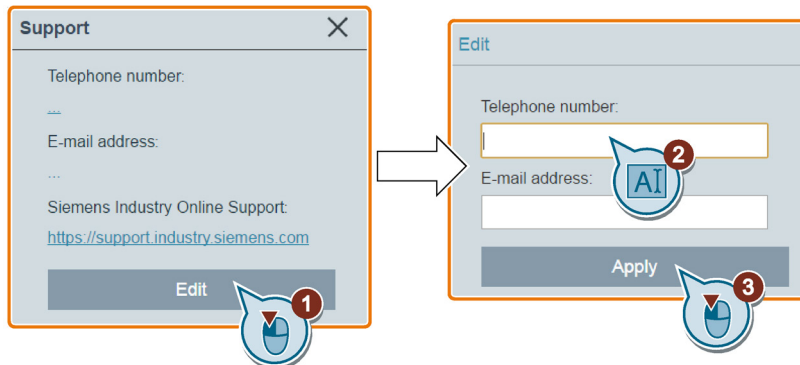 Support
Telephone number:
...
E-mail address:
...
Siemens Industry Online Support:
https://support.industry.siemens.com
Edit
1
Edit
Telephone number:
2
AI
E-mail address:
Apply
3